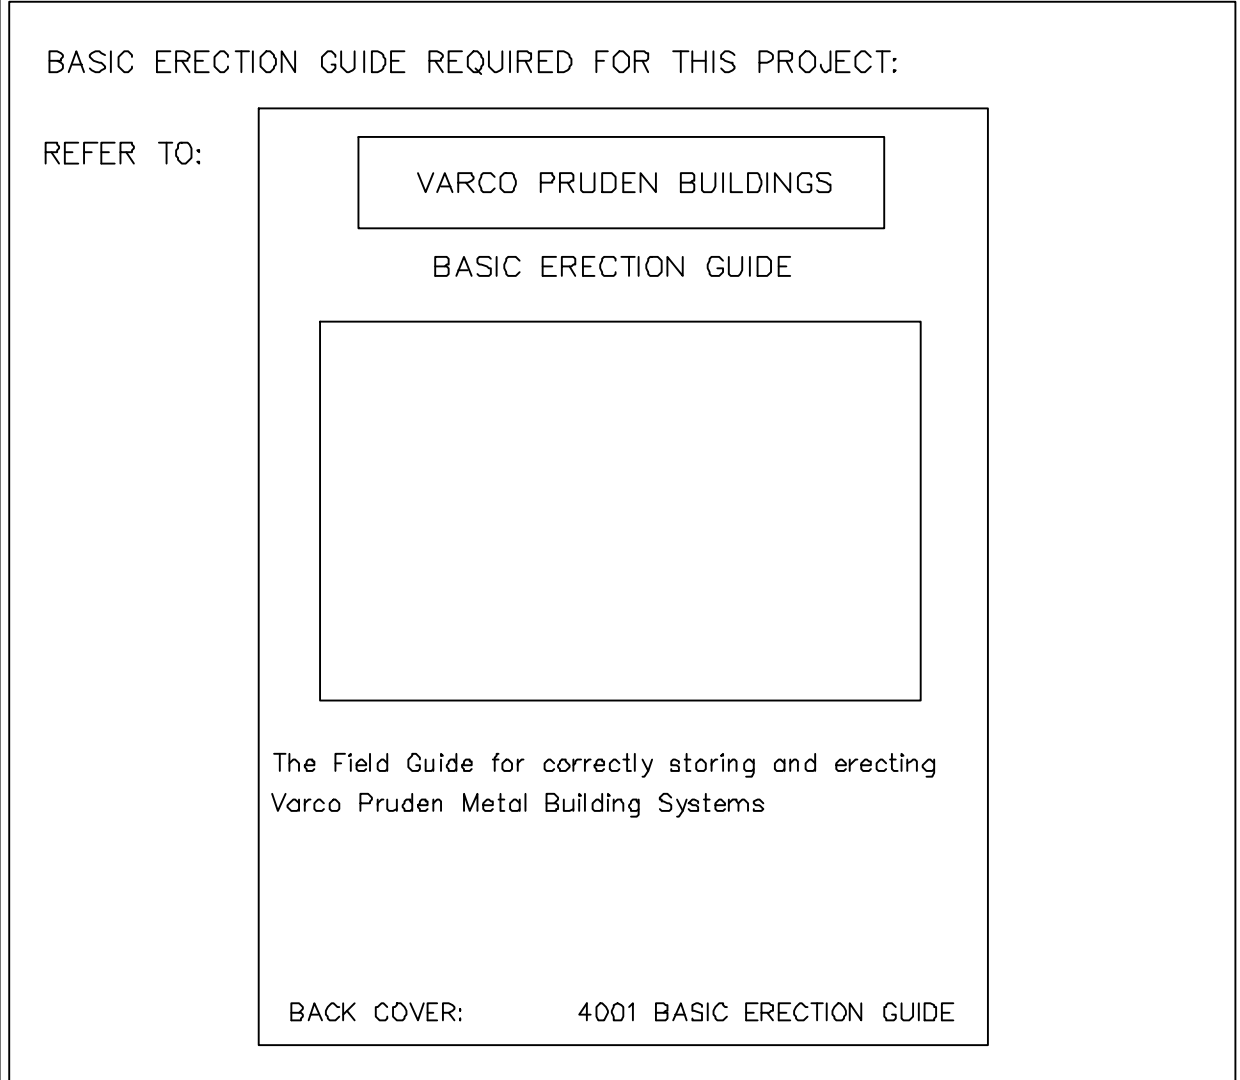 BASIC ERECTION GUIDE REQUIRED FOR THIS PROJECT:
REFER TO:
VARCO PRUDEN BUILDINGS
BASIC ERECTION GUIDE
The Field Guide for correctly storing and erecting
Varco Pruden Metal Building Systems
BACK COVER: 4001 BASIC ERECTION GUIDE